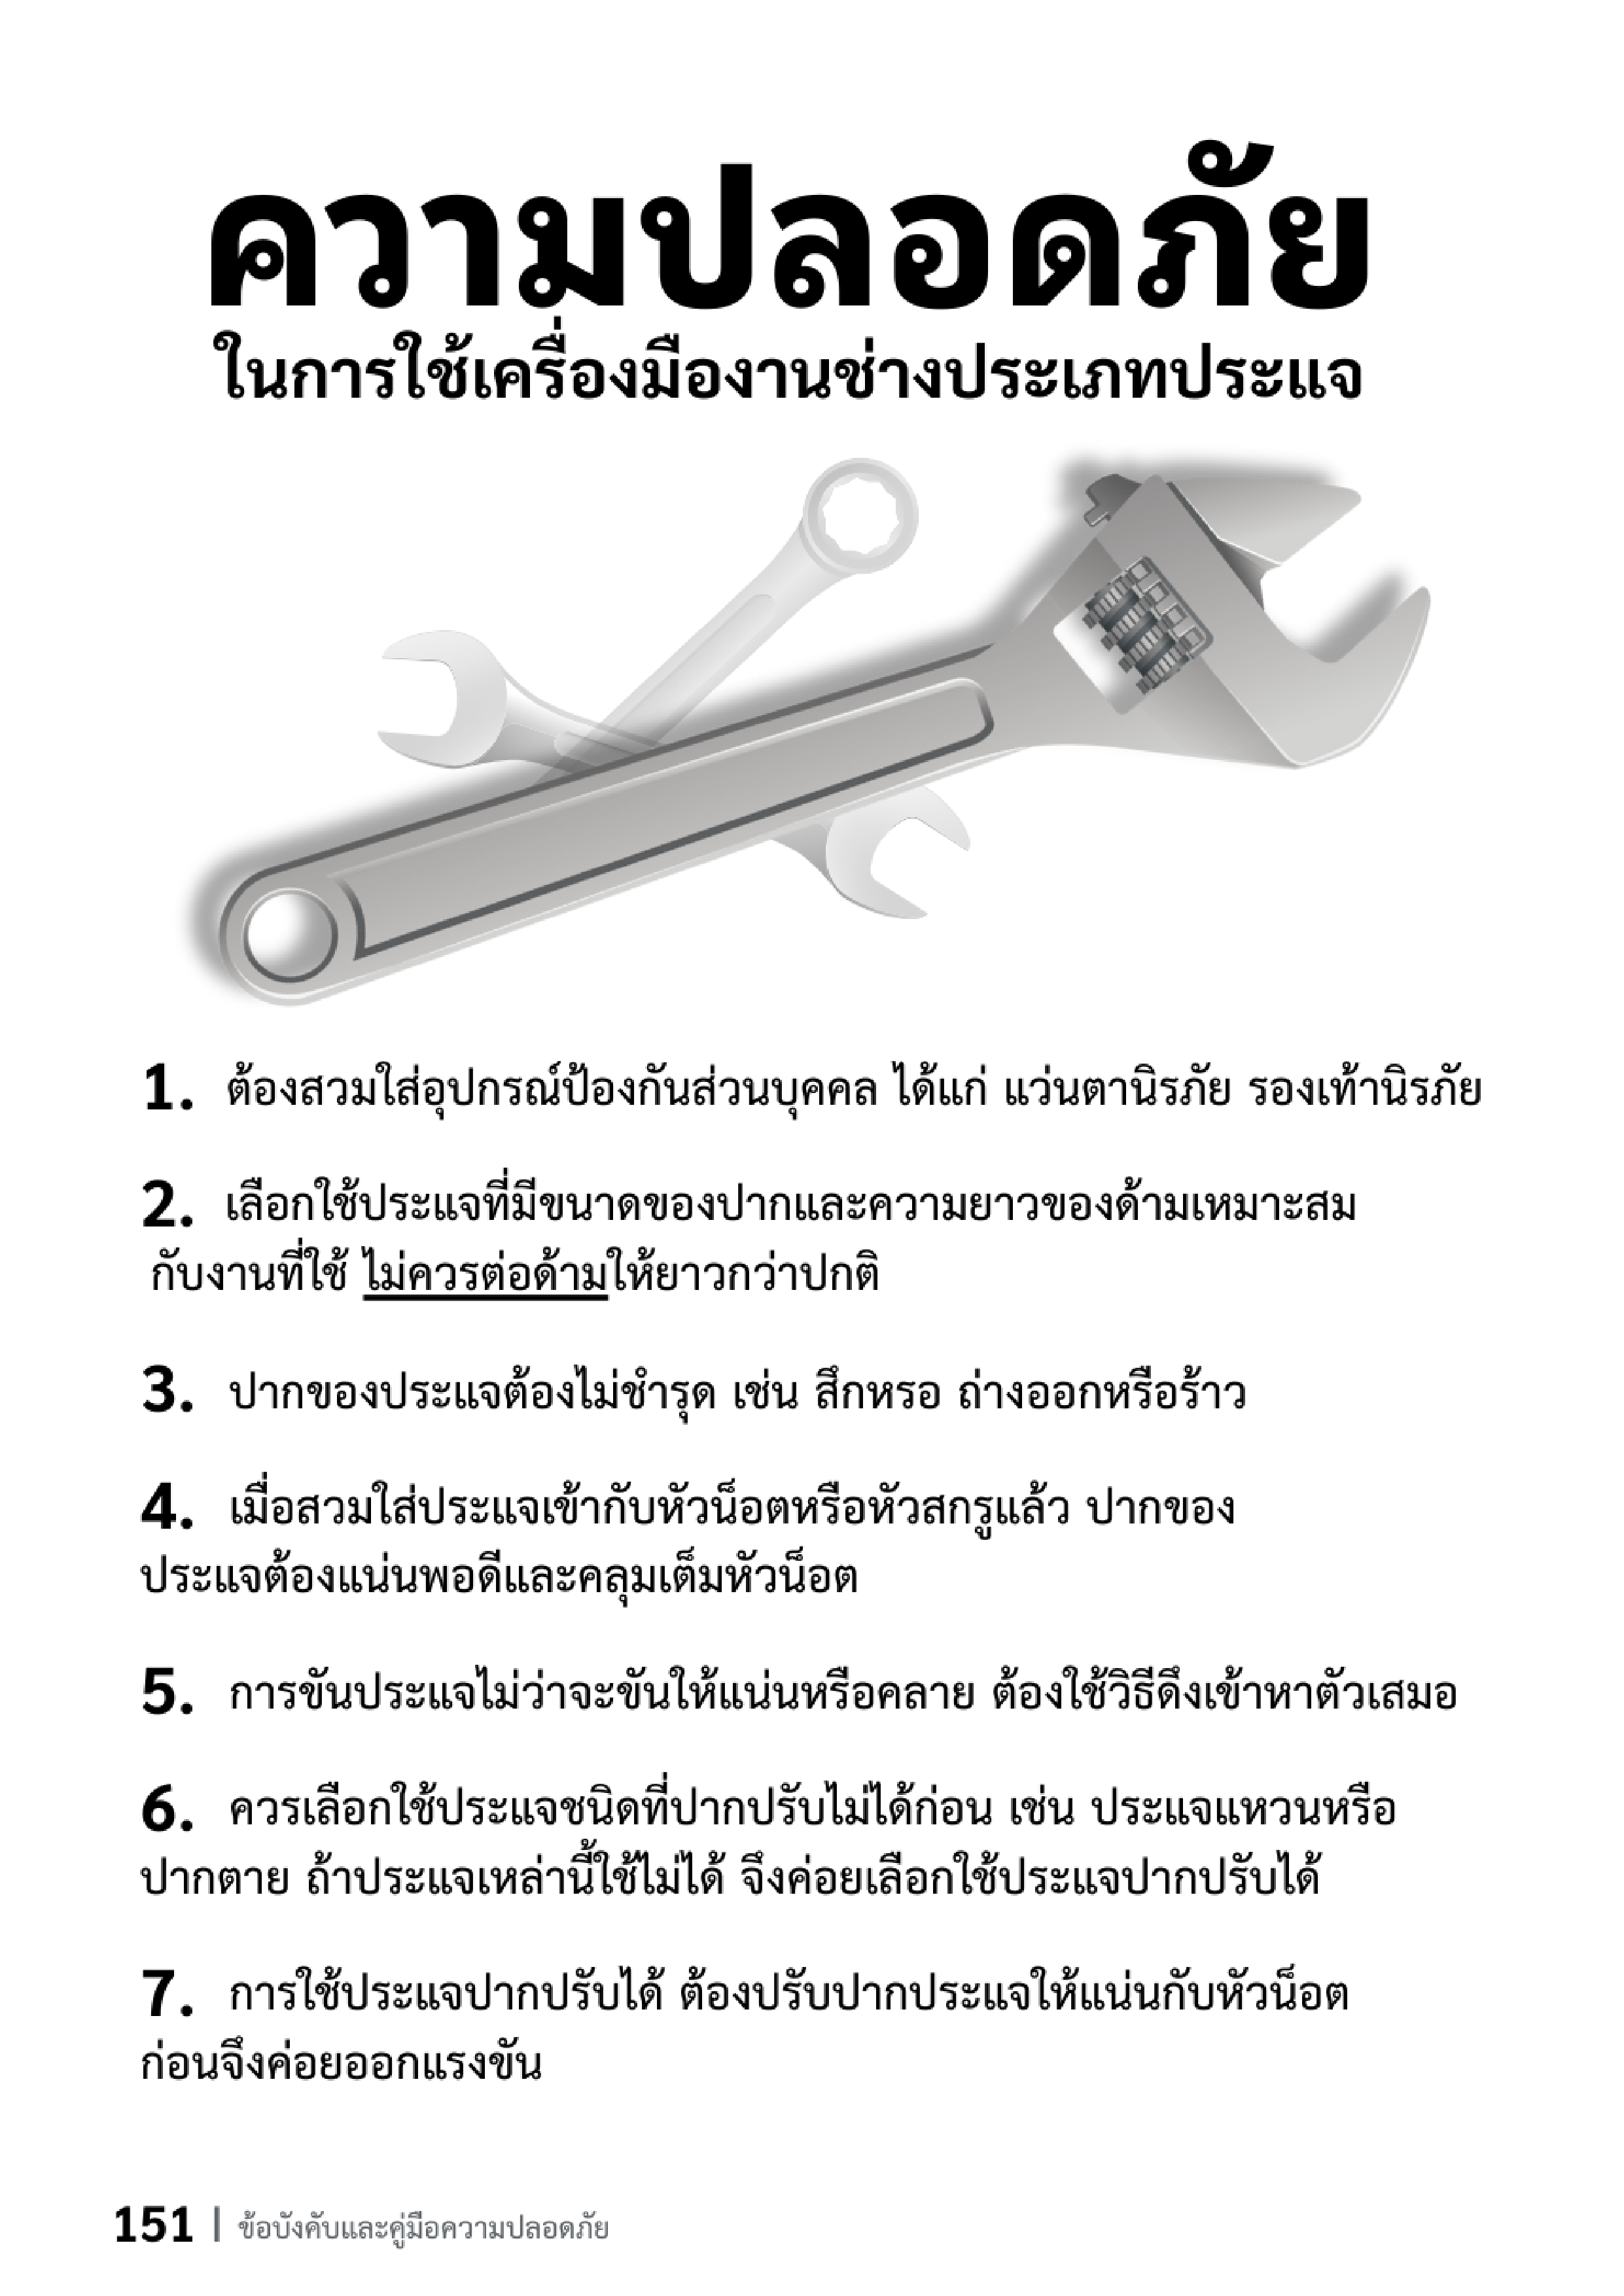 ความปลอดภัย
ในการใช้เครื่องมืองานช่างประเภทประแจ
1. ต้องสวมใส่อุปกรณ์ป้องกันส่วนบุคคล ได้แก่ แว่นตานิรภัย รองเท้านิรภัย
2. เลือกใช้ประแจที่มีขนาดของปากและความยาวของด้ามเหมาะสม
กับงานที่ใช้ ไม่ควรต่อด้ามให้ยาวกว่าปกติ
3. ปากของประแจต้องไม่ชำรุด เช่น สึกหรอ ถ่างออกหรือร้าว
4. เมื่อสวมใส่ประแจเข้ากับหัวน็อตหรือหัวสกรูแล้ว ปากของ
ประแจต้องแน่นพอดีและคลุมเต็มหัวน็อต
5. การขันประแจไม่ว่าจะขันให้แน่นหรือคลาย ต้องใช้วิธีดึงเข้าหาตัวเสมอ
6. ควรเลือกใช้ประแจชนิดที่ปากปรับไม่ได้ก่อน เช่น ประแจแหวนหรือ
ปากตาย ถ้าประแจเหล่านี้ใช้ไม่ได้ จึงค่อยเลือกใช้ประแจปากปรับได้
7. การใช้ประแจปากปรับได้ ต้องปรับปากประแจให้แน่นกับหัวน็อต
ก่อนจึงค่อยออกแรงขัน
151 | ข้อบังคับและคู่มือความปลอดภัย